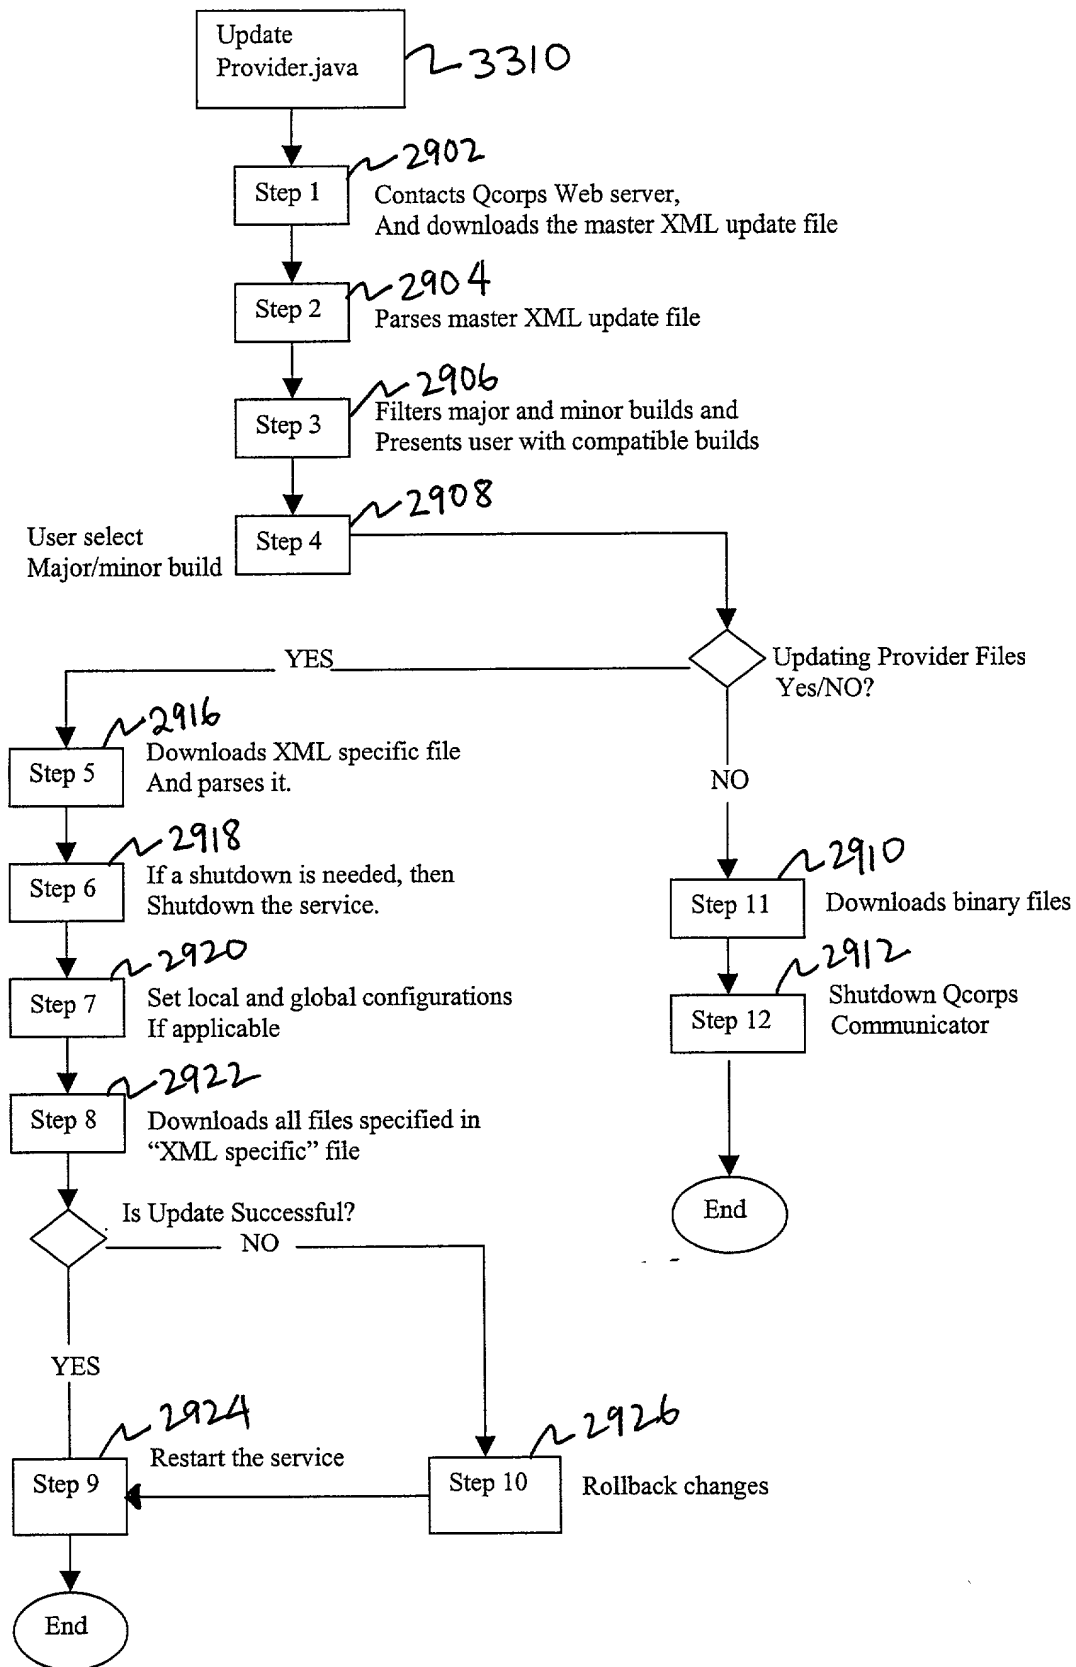 Update
Provider.java
3310
2902
Step 1
Contacts Qcorps Web server,
And downloads the master XML update file
2904
Step 2
Parses master XML update file
2906
Step 3
Filters major and minor builds and
Presents user with compatible builds
2908
User select
Major/minor build
Step 4
YES
Updating Provider Files
Yes/NO?
2916
Step 5
Downloads XML specific file
And parses it.
NO
2918
Step 6
If a shutdown is needed, then
Shutdown the service.
2910
Step 11
Downloads binary files
2920
Step 7
Set local and global configurations
If applicable
2912
Step 12
Shutdown Qcorps
Communicator
2922
Step 8
Downloads all files specified in
“XML specific” file
Is Update Successful?
NO
End
YES
2924
Step 9
Restart the service
2926
Step 10
Rollback changes
End